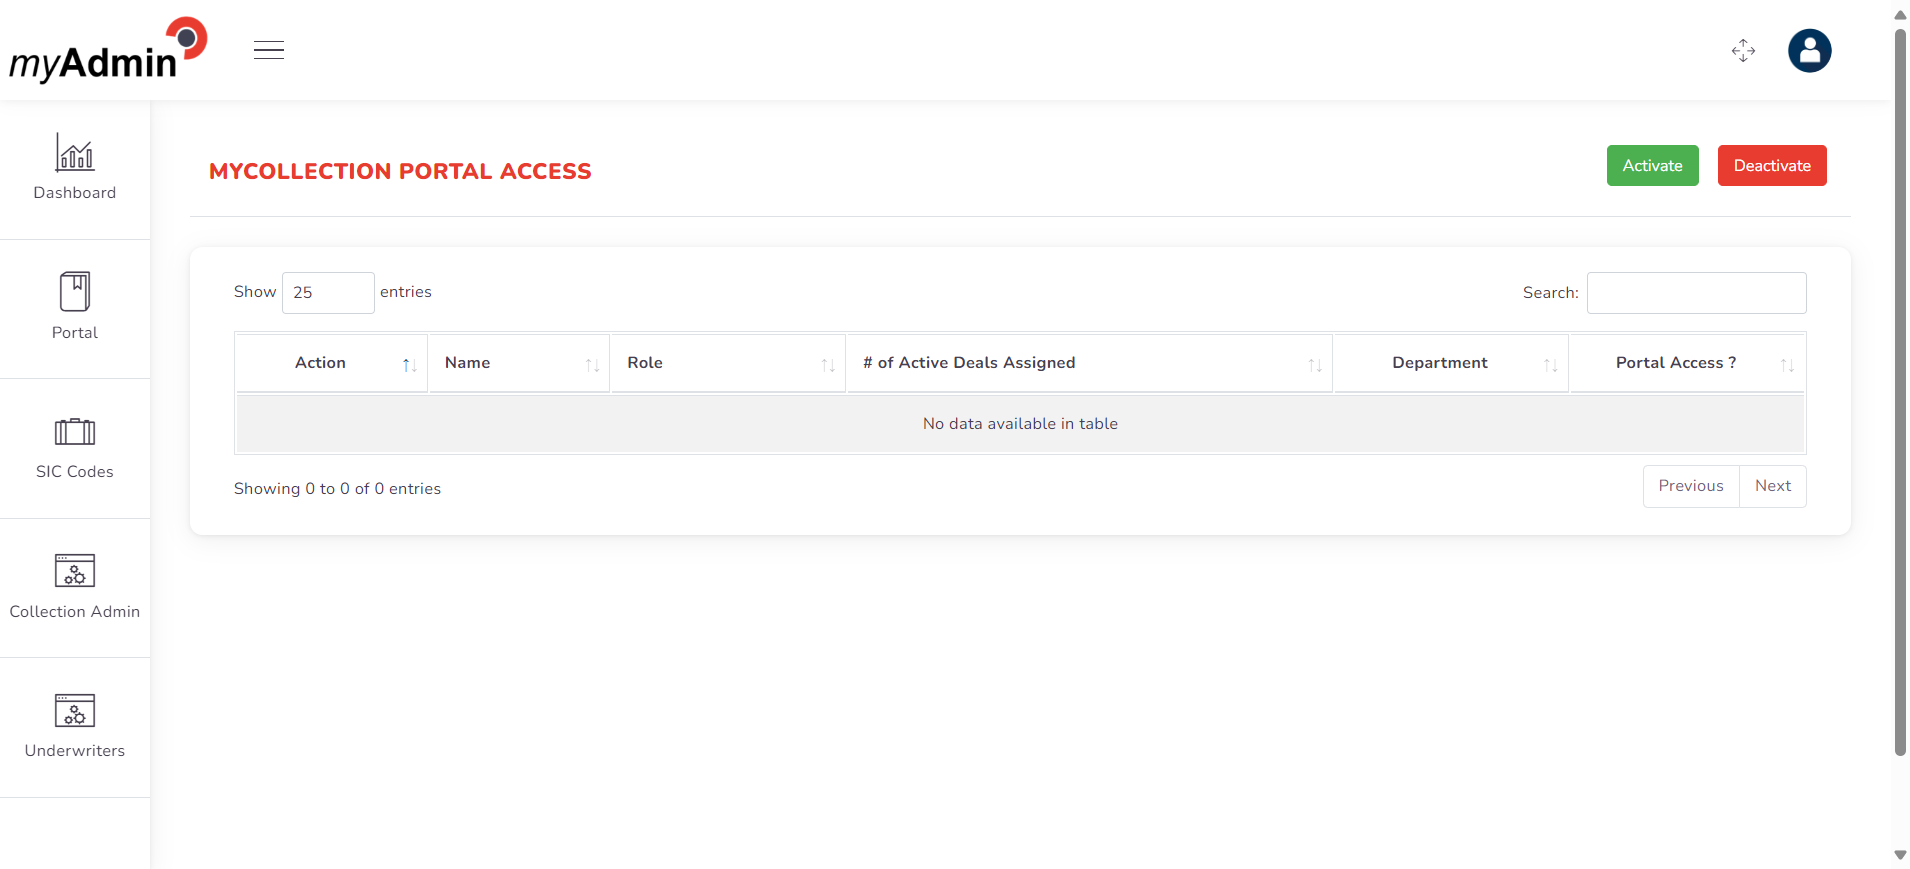 myAdmin
Dashboard
Portal
SIC Codes
Collection Admin
Underwriters
MYCOLLECTION PORTAL ACCESS
Activate
Deactivate
Show 25 entries
Search:
Action Name Role # of Active Deals Assigned Department Portal Access ?
No data available in table
Showing 0 to 0 of 0 entries
Previous Next